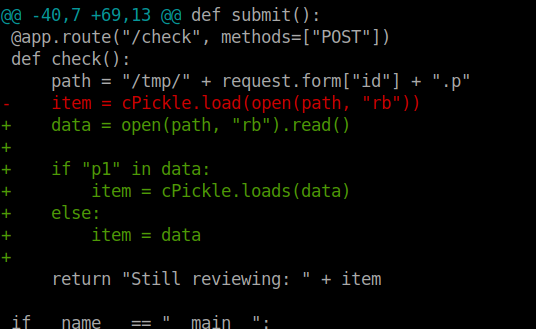 @@ -40,7 +69,13 @@ def submit():
 @app.route("/check", methods=["POST"])
 def check():
     path = "/tmp/" + request.form["id"] + ".p"
-    item = cPickle.load(open(path, "rb"))
+    data = open(path, "rb").read()
+
+    if "p1" in data:
+        item = cPickle.loads(data)
+    else:
+        item = data
+
     return "Still reviewing: " + item
 if __name__ == "__main__":